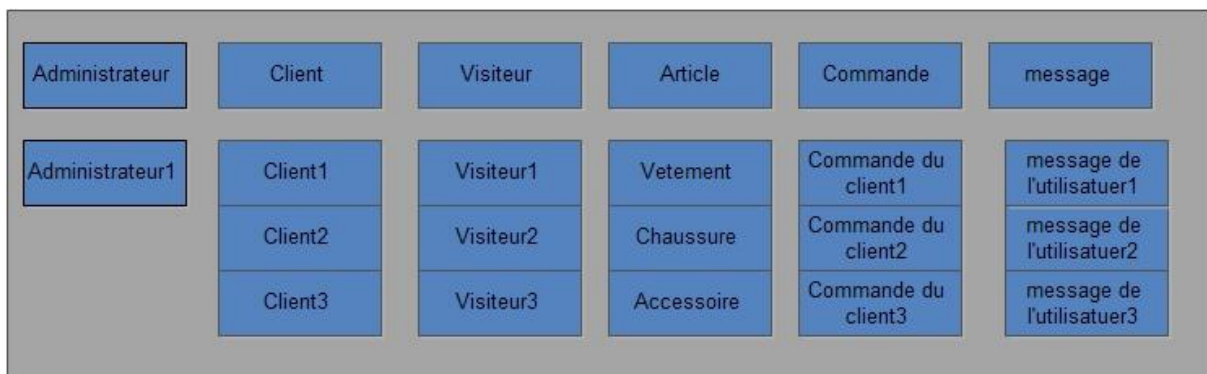 Administrateur
Client
Visiteur
Article
Commande
message
Administrateur1
Client1
Visiteur1
Vetement
Commande du
client1
message de
l'utilisatuer1
Client2
Visiteur2
Chaussure
Commande du
client2
message de
l'utilisatuer2
Client3
Visiteur3
Accessoire
Commande du
client3
message de
l'utilisatuer3